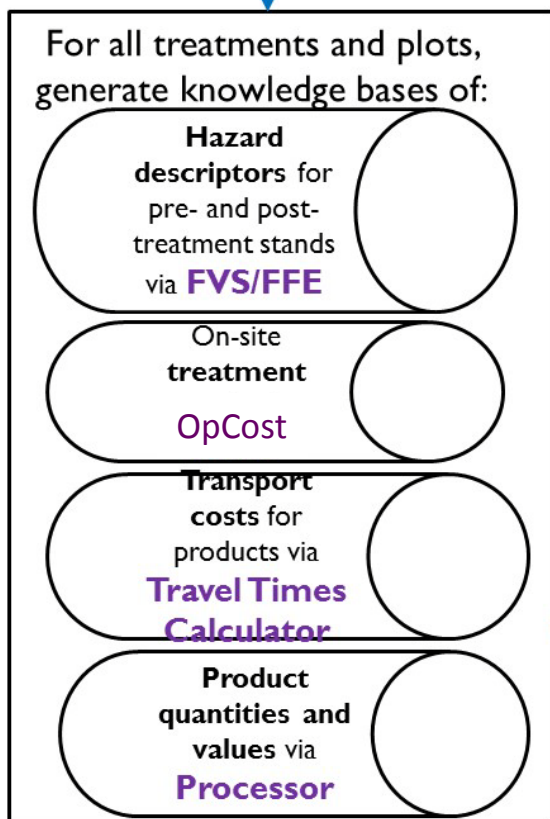 For all treatments and plots,
generate knowledge bases of:
Hazard
descriptors for
pre- and post-
treatment stands
via FVS/FFE
On-site
treatment
OpCost
Transport
costs for
products via
Travel Times
Calculator
Product
quantities and
values via
Processor